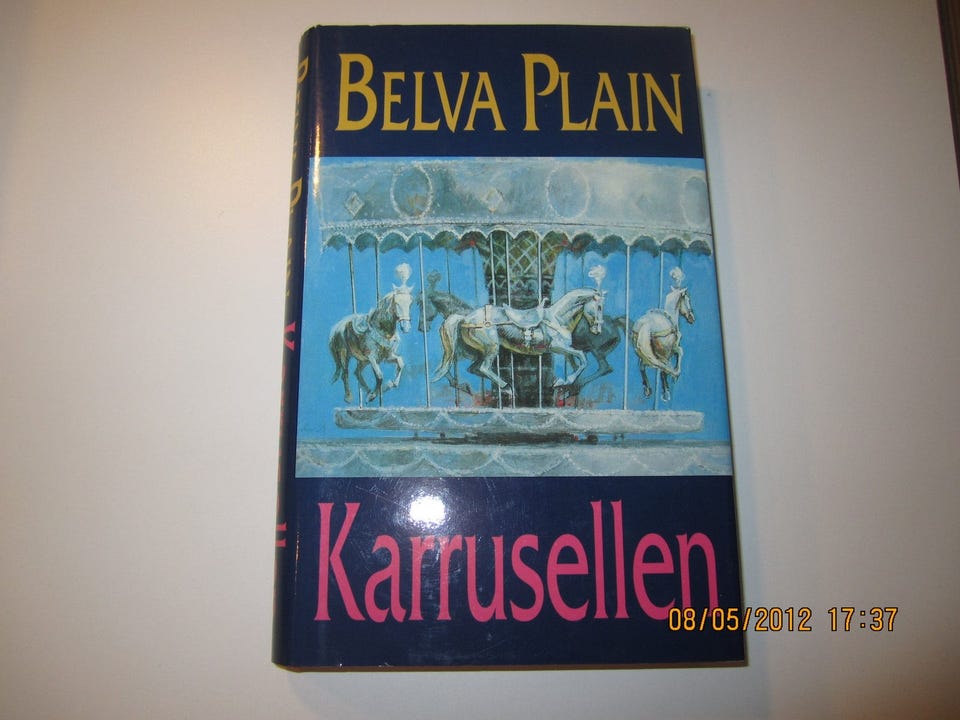 BELVA PLAIN
Karrusellen
08/05/2012 17:37